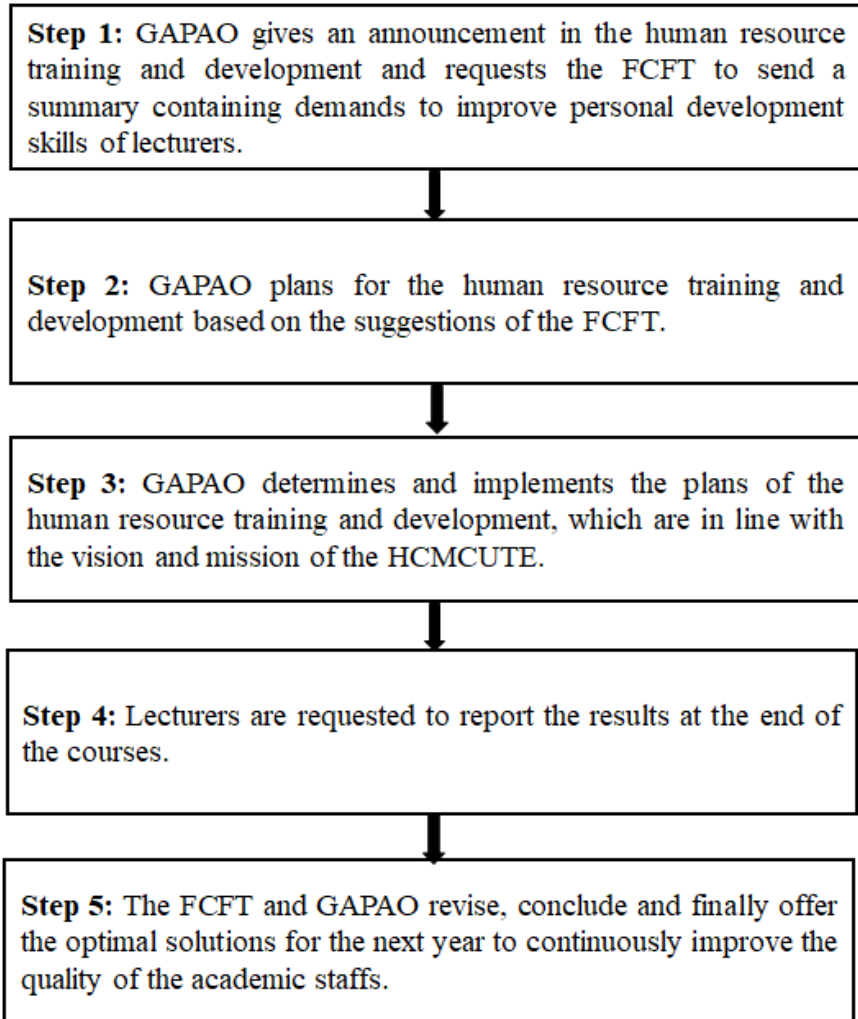 Step 1: GAPAO gives an announcement in the human resource
training and development and requests the FCFT to send a
summary containing demands to improve personal development
skills of lecturers.
Step 2: GAPAO plans for the human resource training and
development based on the suggestions of the FCFT.
Step 3: GAPAO determines and implements the plans of the
human resource training and development, which are in line with
the vision and mission of the HCMCUTE.
Step 4: Lecturers are requested to report the results at the end of
the courses.
Step 5: The FCFT and GAPAO revise, conclude and finally offer
the optimal solutions for the next year to continuously improve the
quality of the academic staffs.